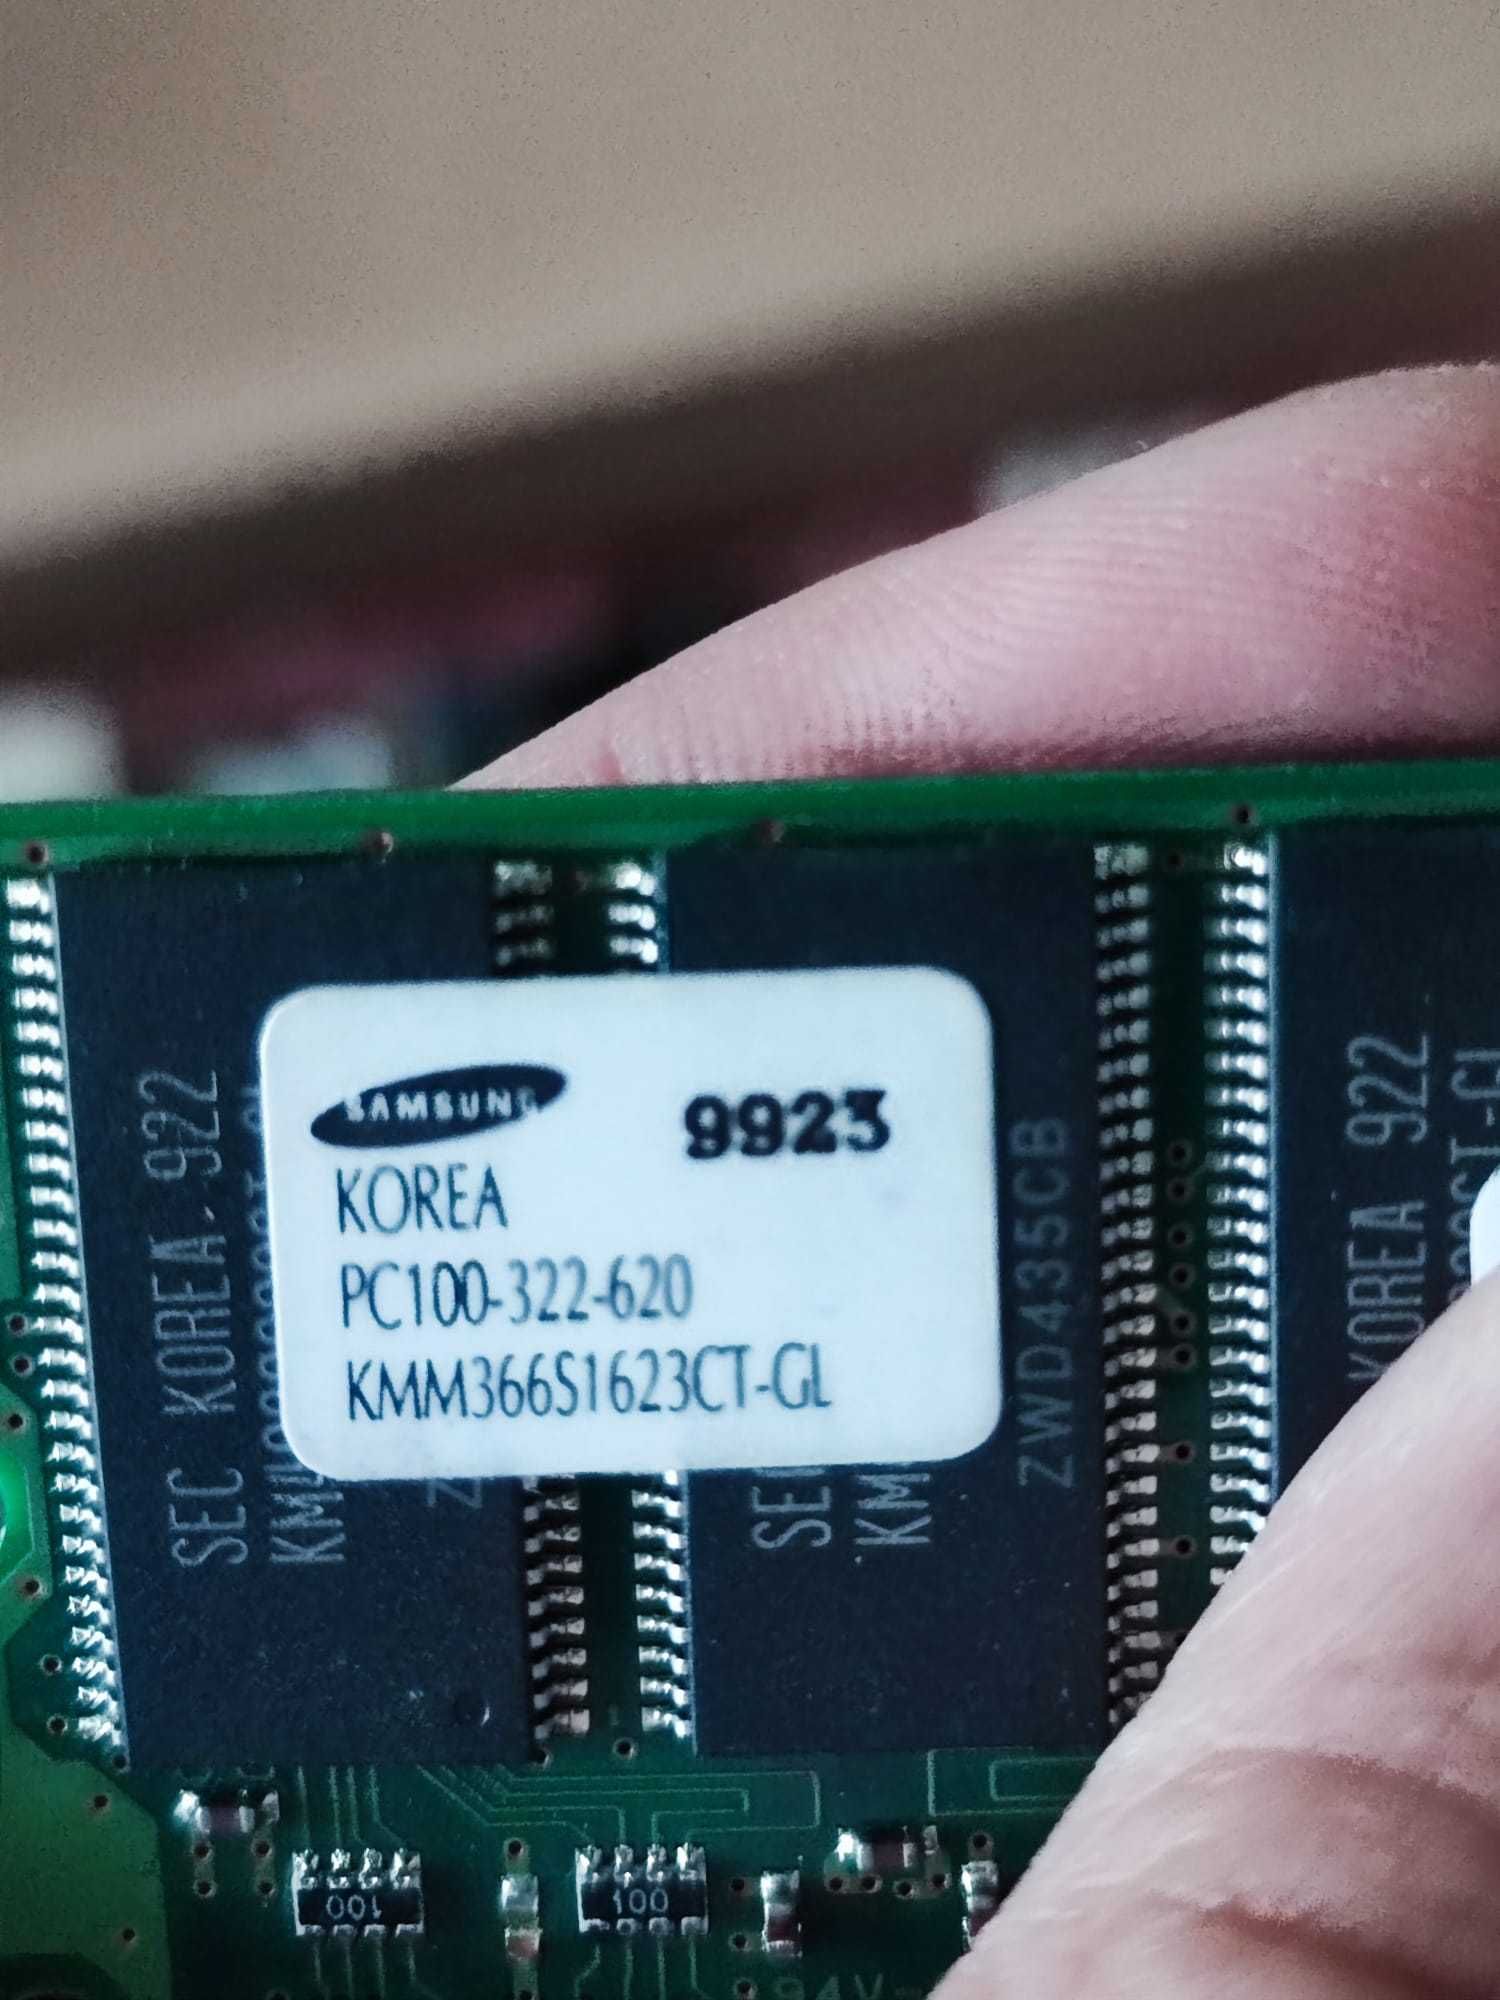 SAMSUNG
9923
KOREA
PC100-322-620
KMM366S1623CT-GL
SEC KOREA 922
ZWD435CB
KOREA 922
100
100